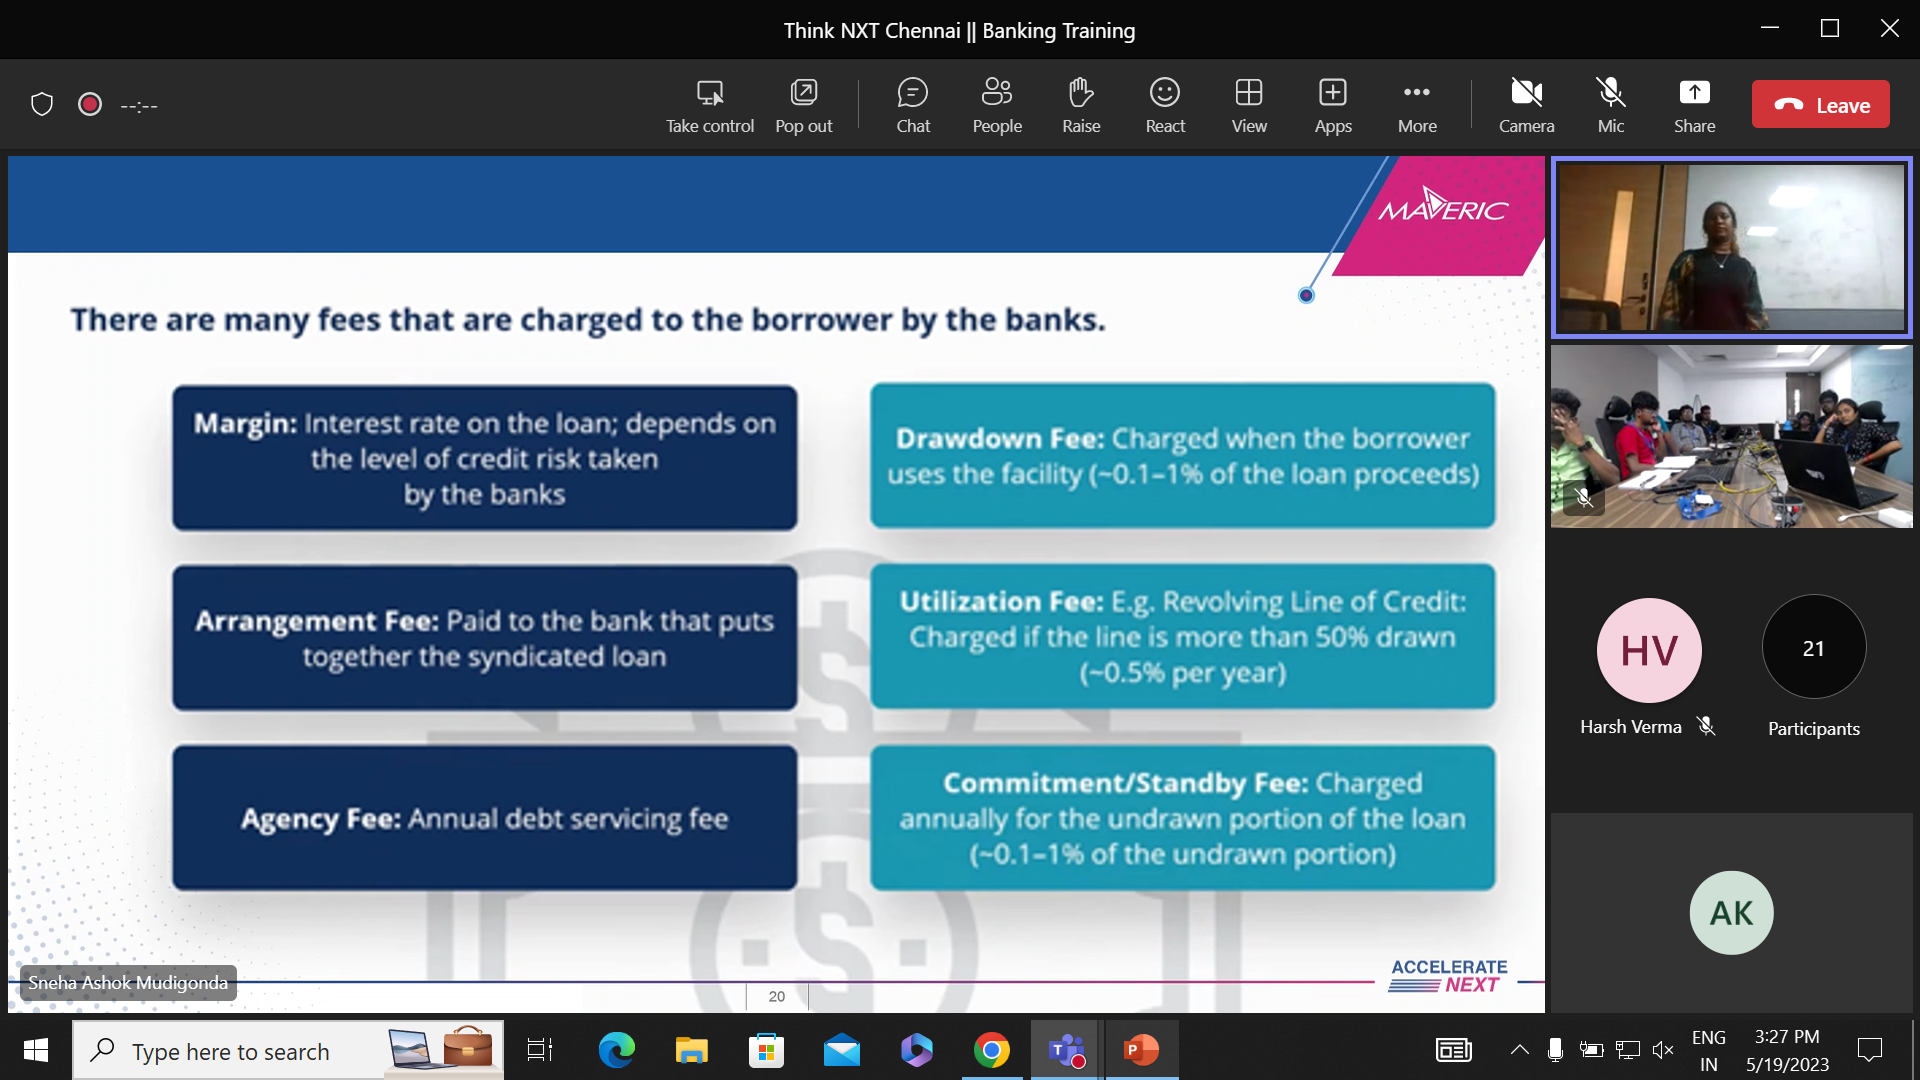 Think NXT Chennai || Banking Training
--:--
Take control
Pop out
Chat
People
Raise
React
View
Apps
More
Camera
Mic
Share
Leave
MAVERIC
There are many fees that are charged to the borrower by the banks.
Margin: Interest rate on the loan; depends on
the level of credit risk taken
by the banks
Drawdown Fee: Charged when the borrower
uses the facility (~0.1–1% of the loan proceeds)
Arrangement Fee: Paid to the bank that puts
together the syndicated loan
Utilization Fee: E.g. Revolving Line of Credit:
Charged if the line is more than 50% drawn
(~0.5% per year)
Agency Fee: Annual debt servicing fee
Commitment/Standby Fee: Charged
annually for the undrawn portion of the loan
(~0.1–1% of the undrawn portion)
Sneha Ashok Mudigonda
20
ACCELERATE
NEXT
HV
Harsh Verma
21
Participants
AK
Type here to search
ENG
IN
3:27 PM
5/19/2023